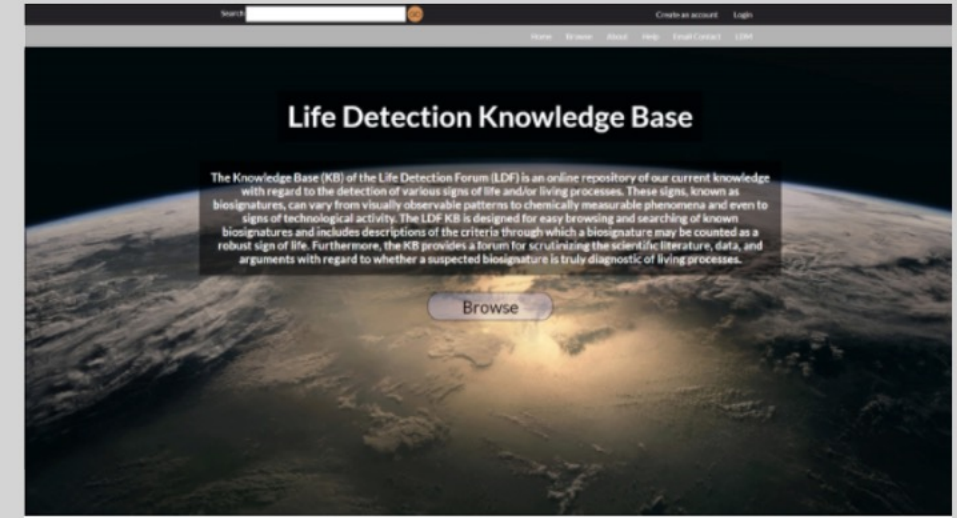 Search GO Create an account Login
Home Browse About Help Email Contact LDM
Life Detection Knowledge Base
The Knowledge Base (KB) of the Life Detection Forum (LDF) is an online repository of our current knowledge
with regard to the detection of various signs of life and/or living processes. These signs, known as
biosignatures, can vary from visually observable patterns to chemically measurable phenomena and even to
signs of technological activity. The LDF KB is designed for easy browsing and searching of known
biosignatures and includes descriptions of the criteria through which a biosignature may be counted as a
robust sign of life. Furthermore, the KB provides a forum for scrutinizing the scientific literature, data, and
arguments with regard to whether a suspected biosignature is truly diagnostic of living processes.
Browse